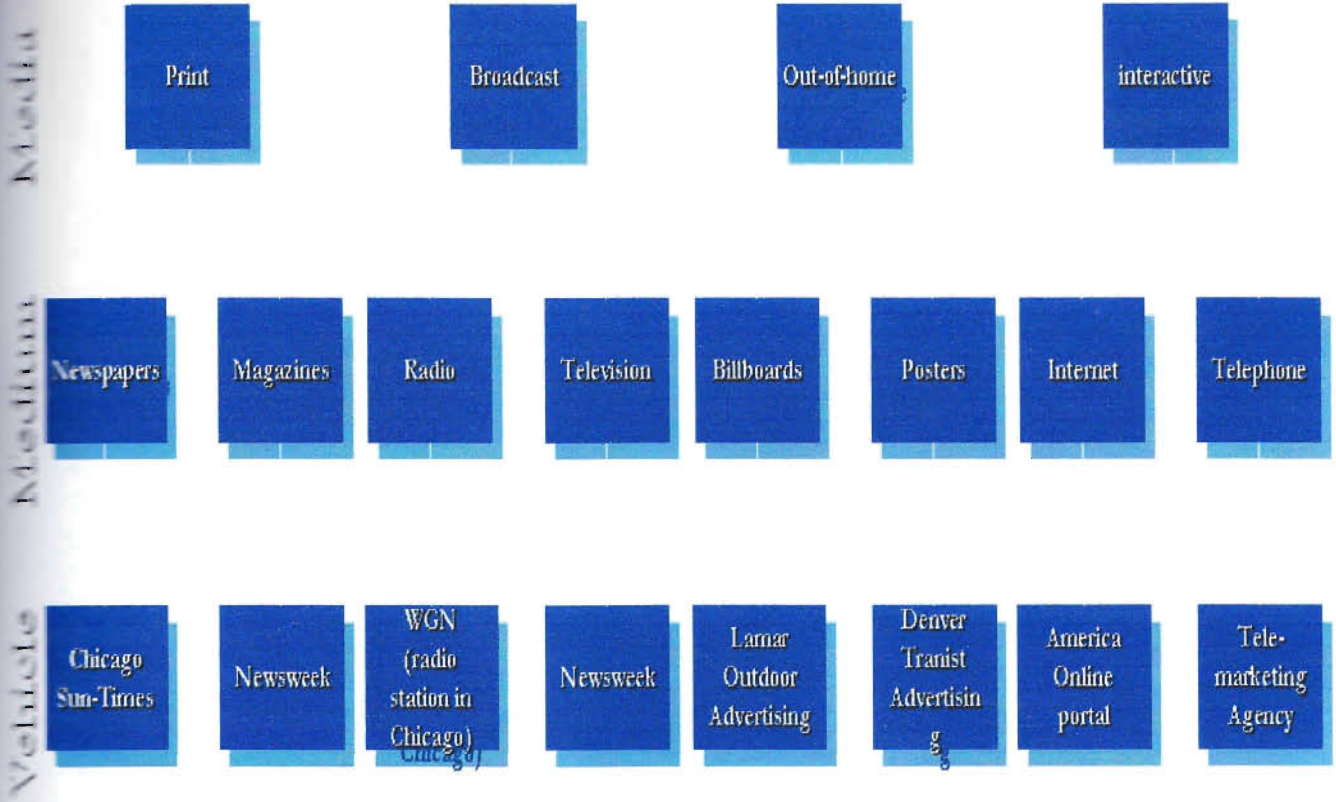 Media
Print
Broadcast
Out-of-home
interactive
Medium
Newspapers
Magazines
Radio
Television
Billboards
Posters
Internet
Telephone
Vehicle
Chicago
Sun-Times
Newsweek
WGN
(radio
station in
Chicago)
Newsweek
Lamar
Outdoor
Advertising
Denver
Tranist
Advertisin
g
America
Online
portal
Tele-
marketing
Agency